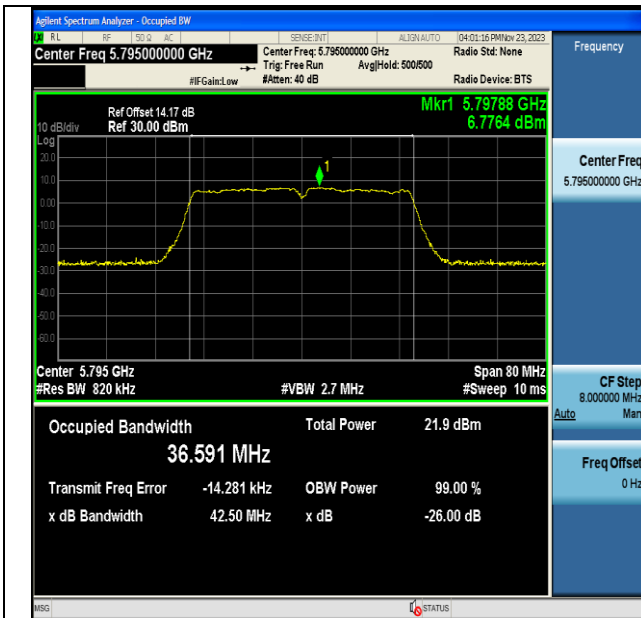 Agilent Spectrum Analyzer - Occupied BW
RL RF 50 Ω AC SENSE:INT ALIGN AUTO 04:01:16 PM Nov 23, 2023
Center Freq 5.795000000 GHz
Center Freq: 5.795000000 GHz Radio Std: None
Trig: Free Run Avg|Hold: 500/500
#IFGain:Low #Atten: 40 dB Radio Device: BTS
Ref Offset 14.17 dB
10 dB/div Ref 30.00 dBm
Mkr1 5.79788 GHz
6.7764 dBm
Log
20.0
10.0
0.00
-10.0
-20.0
-30.0
-40.0
-50.0
-60.0
1
Center 5.795 GHz Span 80 MHz
#Res BW 820 kHz #VBW 2.7 MHz #Sweep 10 ms
Occupied Bandwidth Total Power 21.9 dBm
36.591 MHz
Transmit Freq Error -14.281 kHz OBW Power 99.00 %
x dB Bandwidth 42.50 MHz x dB -26.00 dB
MSG STATUS
Frequency
Center Freq
5.795000000 GHz
CF Step
8.000000 MHz
Auto Man
Freq Offset
0 Hz